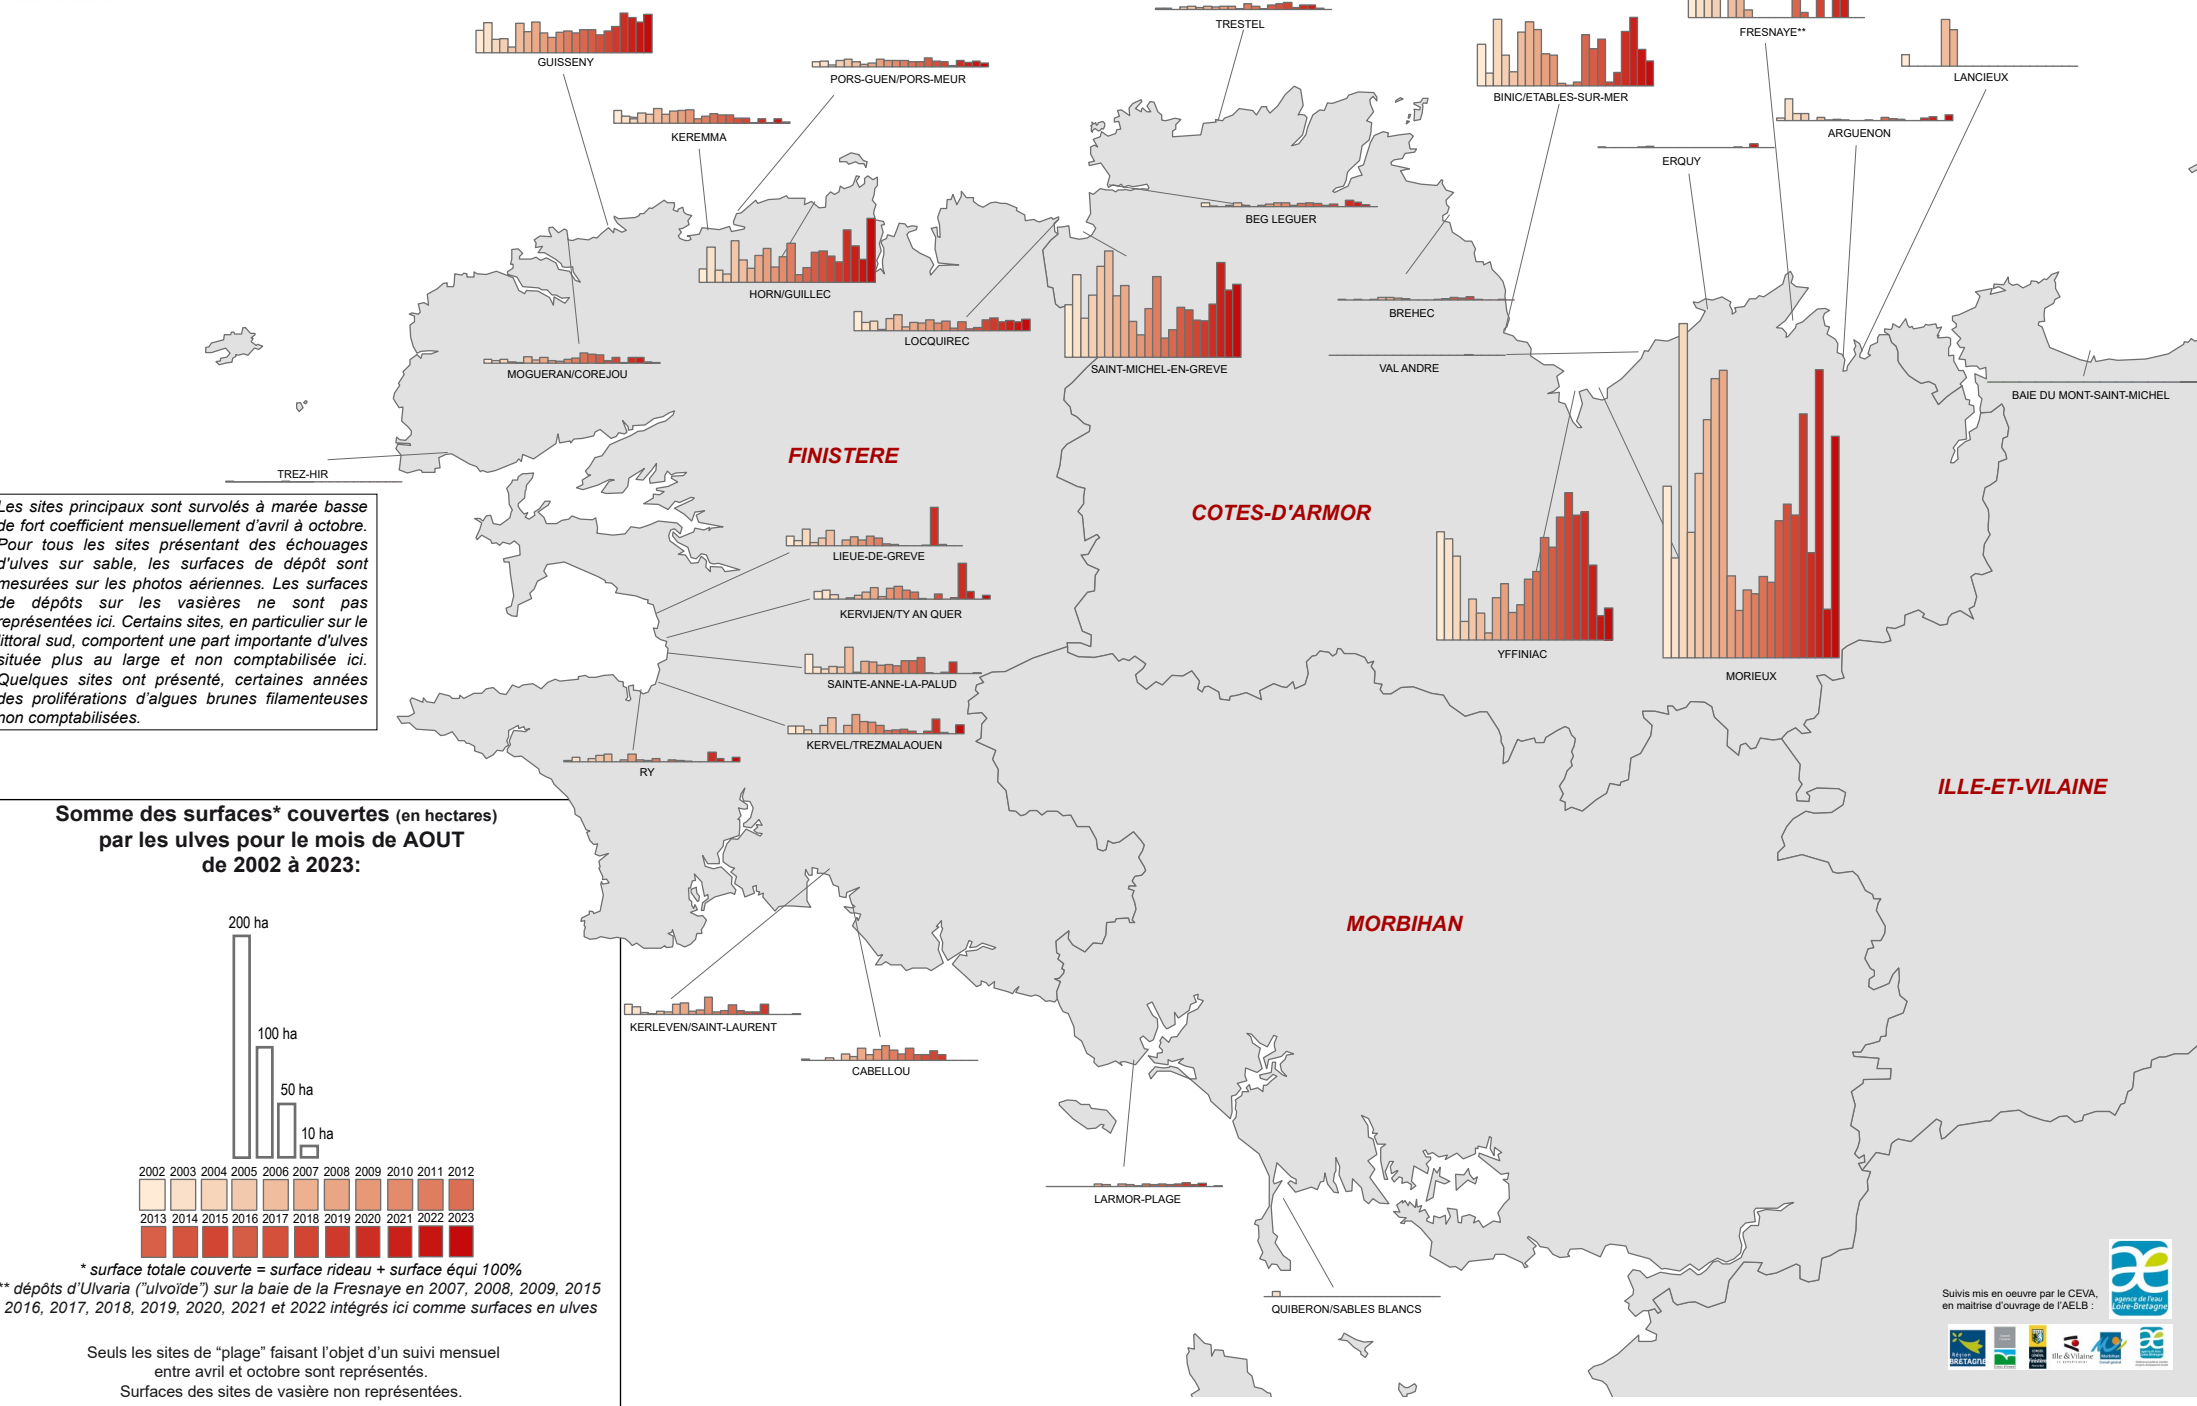 TRESTEL
FRESNAYE**
GUISSENY
PORS-GUEN/PORS-MEUR
BINIC/ETABLES-SUR-MER
LANCIEUX
KEREMMA
ARGUENON
ERQUY
BEG LEGUER
HORN/GUILLEC
BREHEC
LOCQUIREC
MOGUERAN/COREJOU
SAINT-MICHEL-EN-GREVE
VAL ANDRE
BAIE DU MONT-SAINT-MICHEL
FINISTERE
TREZ-HIR
COTES-D'ARMOR
Les sites principaux sont survolés à marée basse
de fort coefficient mensuellement d'avril à octobre.
Pour tous les sites présentant des échouages
d'ulves sur sable, les surfaces de dépôt sont
mesurées sur les photos aériennes. Les surfaces
de dépôts sur les vasières ne sont pas
représentées ici. Certains sites, en particulier sur le
littoral sud, comportent une part importante d'ulves
située plus au large et non comptabilisée ici.
Quelques sites ont présenté, certaines années
des proliférations d'algues brunes filamenteuses
non comptabilisées.
LIEUE-DE-GREVE
KERVIJEN/TY AN QUER
YFFINIAC
SAINTE-ANNE-LA-PALUD
MORIEUX
KERVEL/TREZMALAOUEN
RY
ILLE-ET-VILAINE
MORBIHAN
Somme des surfaces* couvertes (en hectares)
par les ulves pour le mois de AOUT
de 2002 à 2023:
200 ha
100 ha
50 ha
10 ha
2002 2003 2004 2005 2006 2007 2008 2009 2010 2011 2012
2013 2014 2015 2016 2017 2018 2019 2020 2021 2022 2023
* surface totale couverte = surface rideau + surface équi 100%
** dépôts d'Ulvaria ("ulvoïde") sur la baie de la Fresnaye en 2007, 2008, 2009, 2015
2016, 2017, 2018, 2019, 2020, 2021 et 2022 intégrés ici comme surfaces en ulves
Seuls les sites de “plage” faisant l'objet d'un suivi mensuel
entre avril et octobre sont représentés.
Surfaces des sites de vasière non représentées.
KERLEVEN/SAINT-LAURENT
CABELLOU
LARMOR-PLAGE
QUIBERON/SABLES BLANCS
Suivis mis en oeuvre par le CEVA,
en maitrise d'ouvrage de l'AELB :
agence de l'eau
Loire-Bretagne
Région
BRETAGNE
Ille & Vilaine